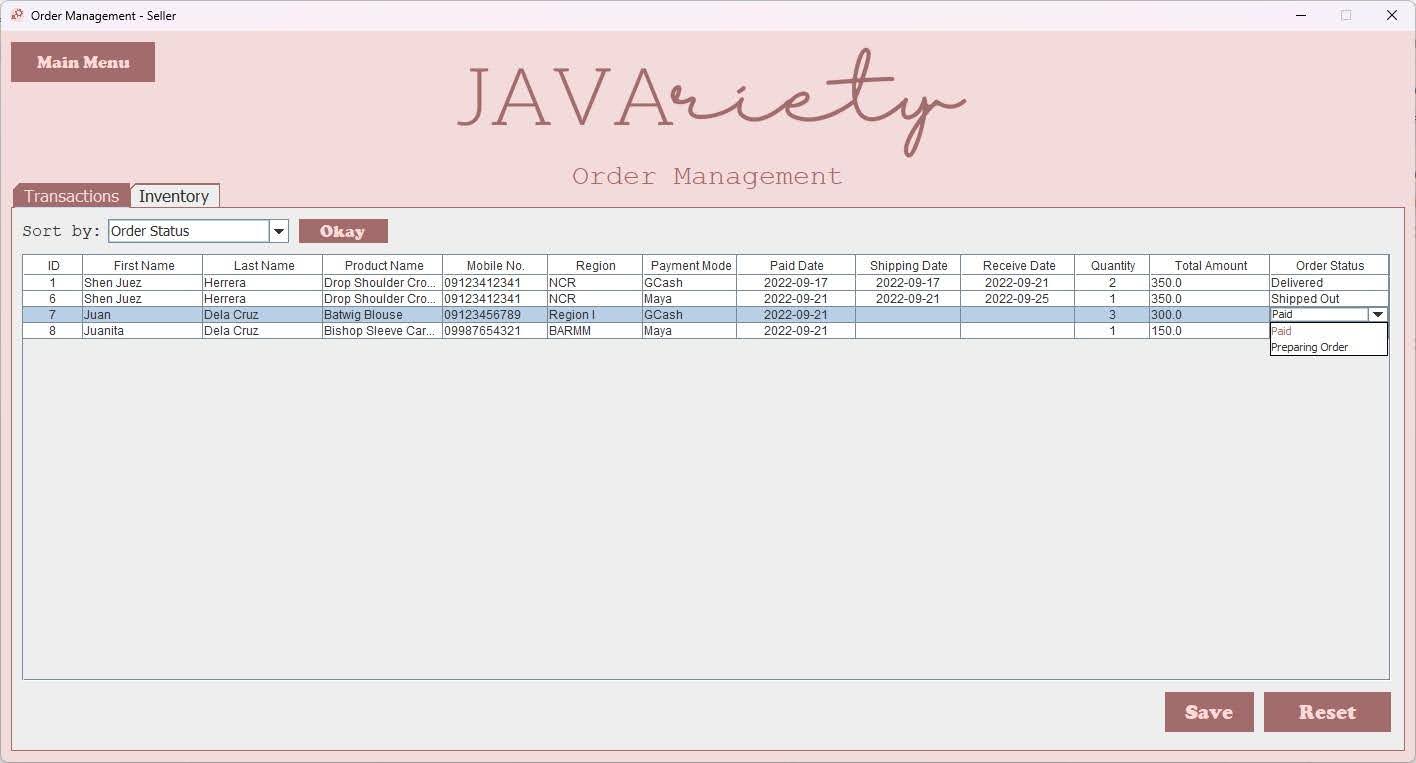 Order Management - Seller
Main Menu
JAVAriety
Order Management
Transactions Inventory
Sort by: Order Status Okay
ID First Name Last Name Product Name Mobile No. Region Payment Mode Paid Date Shipping Date Receive Date Quantity Total Amount Order Status
1 Shen Juez Herrera Drop Shoulder Cro... 09123412341 NCR GCash 2022-09-17 2022-09-17 2022-09-21 2 350.0 Delivered
6 Shen Juez Herrera Drop Shoulder Cro... 09123412341 NCR Maya 2022-09-21 2022-09-21 2022-09-25 1 350.0 Shipped Out
7 Juan Dela Cruz Batwig Blouse 09123456789 Region I GCash 2022-09-21 3 300.0 Paid
8 Juanita Dela Cruz Bishop Sleeve Car... 09987654321 BARMM Maya 2022-09-21 1 150.0 Paid
Preparing Order
Save Reset